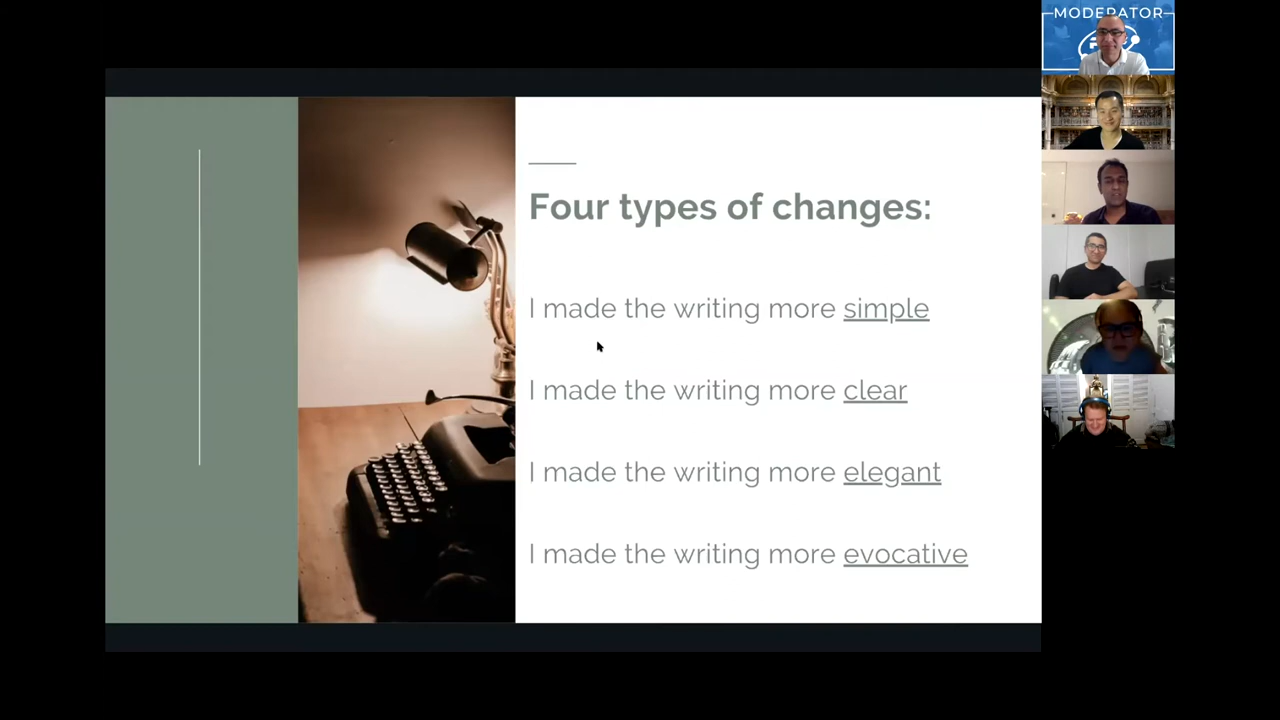 MODERATOR
Four types of changes:
I made the writing more simple
I made the writing more clear
I made the writing more elegant
I made the writing more evocative